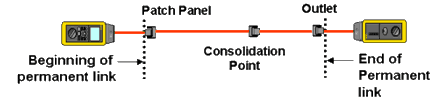 Patch Panel
Outlet
Consolidation
Point
Beginning of
permanent link
End of
Permanent
link